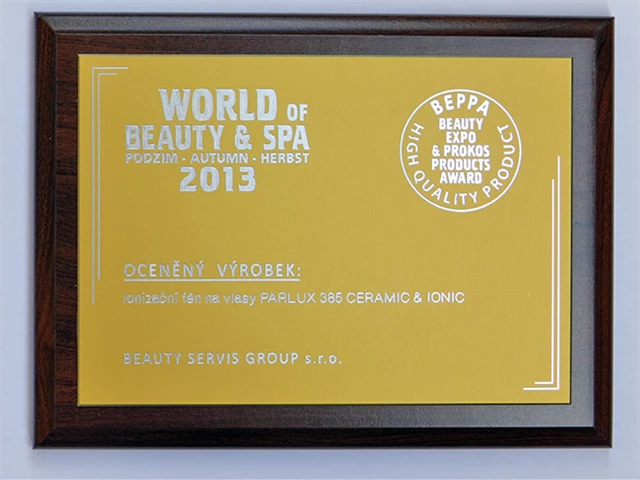 WORLD OF
BEAUTY & SPA
PODZIM - AUTUMN - HERBST
2013
BEPPA
BEAUTY
EXPO
& PROKOS
PRODUCTS
AWARD
HIGH QUALITY PRODUCT
OCENĚNÝ VÝROBEK:
ionizační fén na vlasy PARLUX 385 CERAMIC & IONIC
BEAUTY SERVIS GROUP s.r.o.